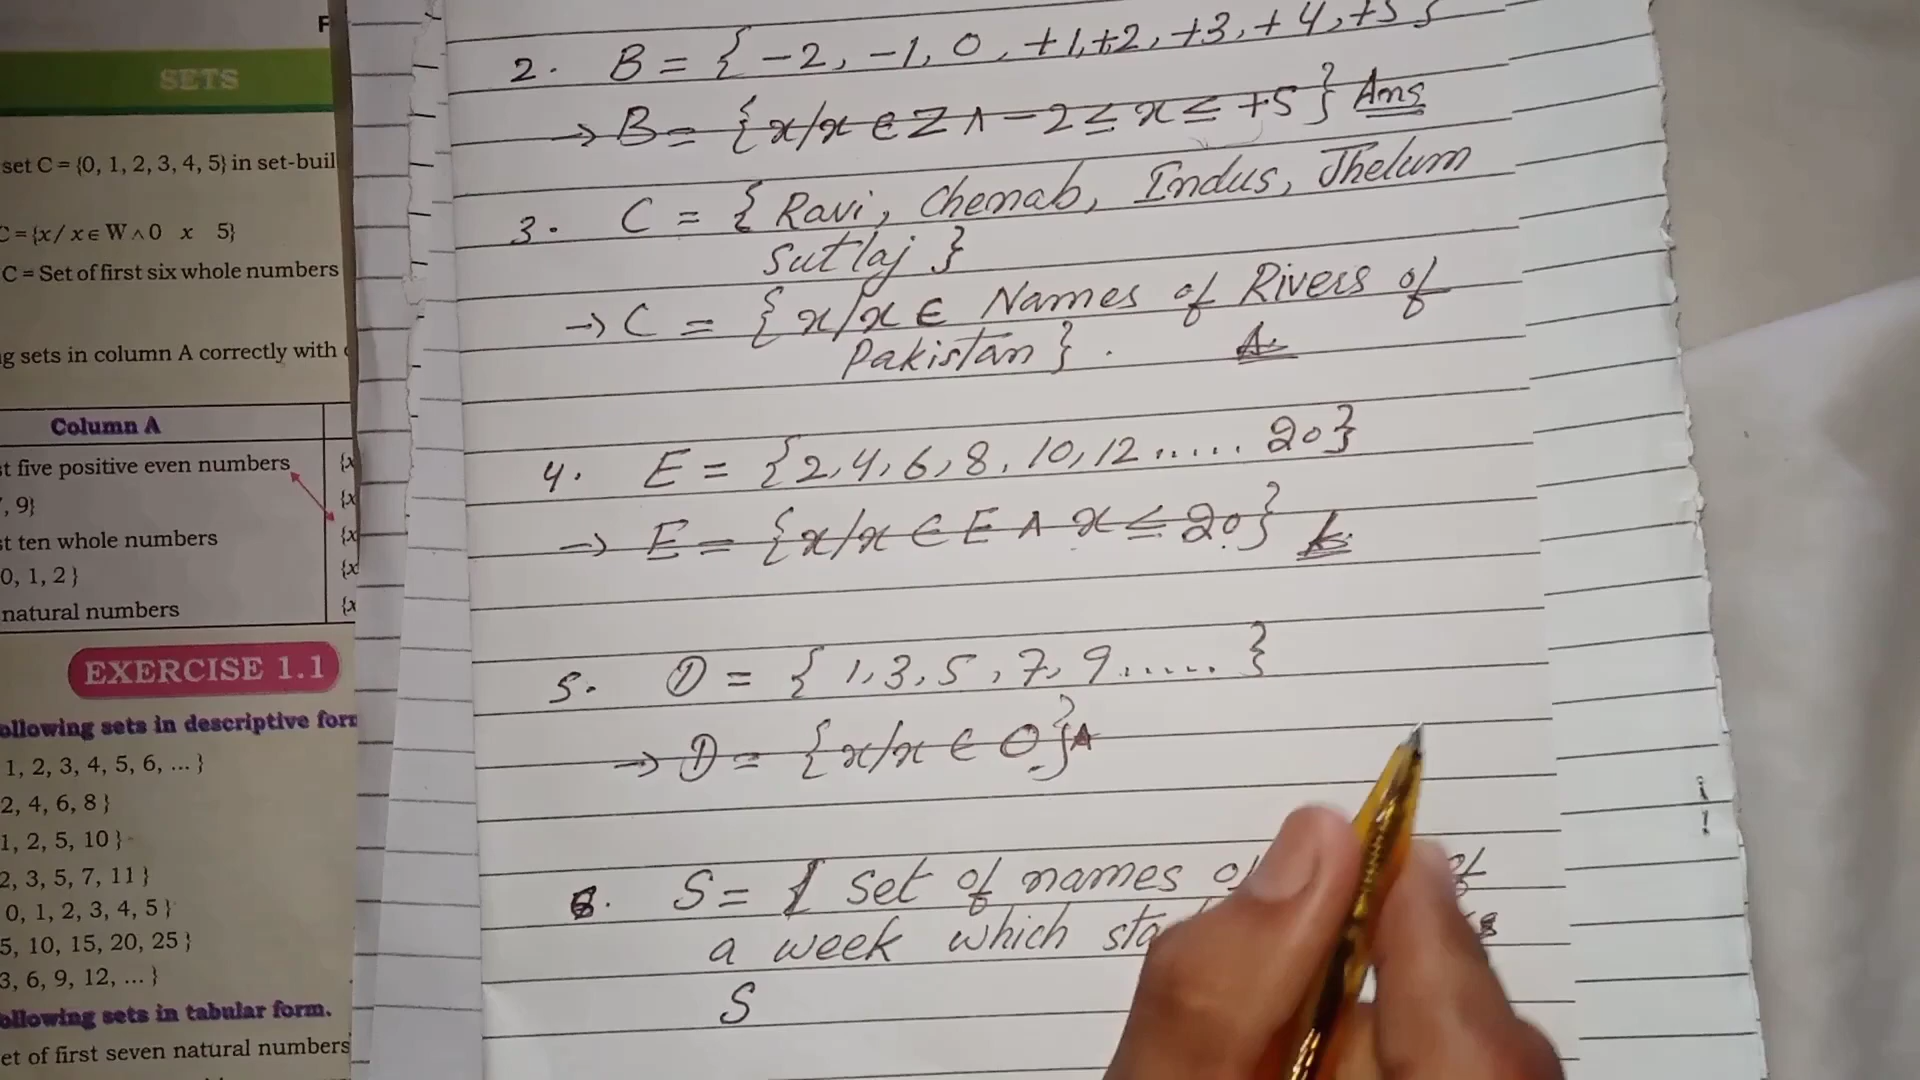 F
SETS
set C = {0, 1, 2, 3, 4, 5} in set-buil
C = {x / x ∈ W ∧ 0 x 5}
C = Set of first six whole numbers
g sets in column A correctly with
Column A
t five positive even numbers
, 9}
t ten whole numbers
0, 1, 2 }
natural numbers
{x
{x
{x
{x
{x
EXERCISE 1.1
ollowing sets in descriptive for
1, 2, 3, 4, 5, 6, ... }
2, 4, 6, 8 }
1, 2, 5, 10 }
2, 3, 5, 7, 11 }
0, 1, 2, 3, 4, 5 }
5, 10, 15, 20, 25 }
3, 6, 9, 12, ... }
ollowing sets in tabular form.
et of first seven natural numbers
2. B = { -2, -1, 0, +1, +2, +3, +4, +5 }
→ B = { x/x ∈ Z ∧ -2 ≤ x ≤ +5 } Ans
3. C = { Ravi, Chenab, Indus, Jhelum
Sutlaj }
→ C = { x/x ∈ Names of Rivers of
Pakistan } .
4. E = { 2, 4, 6, 8, 10, 12 ..... 20 }
→ E = { x/x ∈ E ∧ x ≤ 20 }
5. D = { 1, 3, 5, 7, 9 ..... }
→ D = { x/x ∈ O } A
6. S = set of names of
a week which sta
S